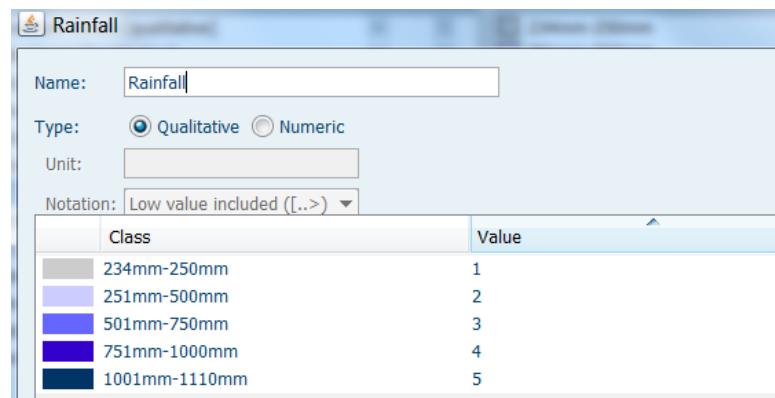 Rainfall
Name: Rainfall
Type: Qualitative Numeric
Unit:
Notation: Low value included ([..>)
Class Value
234mm-250mm 1
251mm-500mm 2
501mm-750mm 3
751mm-1000mm 4
1001mm-1110mm 5